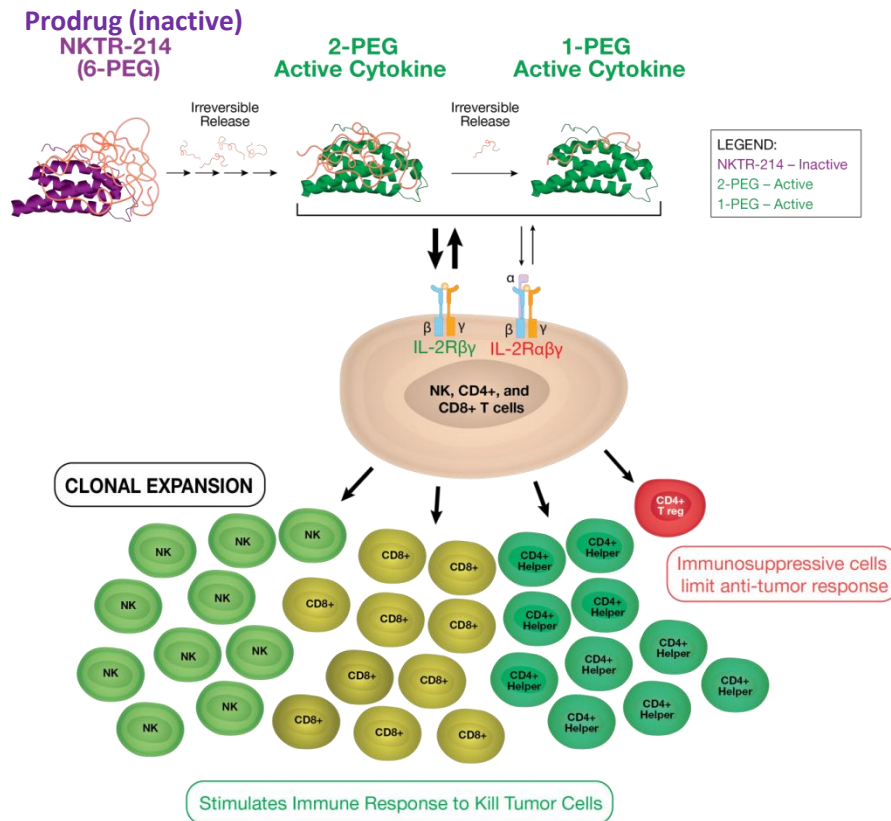 Prodrug (inactive)
NKTR-214
(6-PEG)
2-PEG
Active Cytokine
1-PEG
Active Cytokine
Irreversible
Release
Irreversible
Release
LEGEND:
NKTR-214 – Inactive
2-PEG – Active
1-PEG – Active
α
β
γ
β
γ
IL-2Rβγ
IL-2Rαβγ
NK, CD4+, and
CD8+ T cells
CLONAL EXPANSION
CD4+
T reg
Immunosuppressive cells
limit anti-tumor response
NK
NK
NK
NK
NK
NK
NK
NK
NK
NK
CD8+
CD8+
CD8+
CD8+
CD8+
CD8+
CD8+
CD8+
CD8+
CD8+
CD4+
Helper
CD4+
Helper
CD4+
Helper
CD4+
Helper
CD4+
Helper
CD4+
Helper
CD4+
Helper
CD4+
Helper
CD4+
Helper
CD4+
Helper
Stimulates Immune Response to Kill Tumor Cells